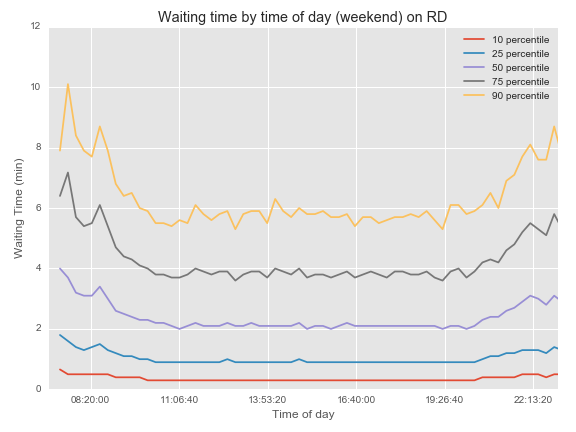 Waiting time by time of day (weekend) on RD
12
10
8
6
4
2
0
Waiting Time (min)
10 percentile
25 percentile
50 percentile
75 percentile
90 percentile
08:20:00 11:06:40 13:53:20 16:40:00 19:26:40 22:13:20
Time of day